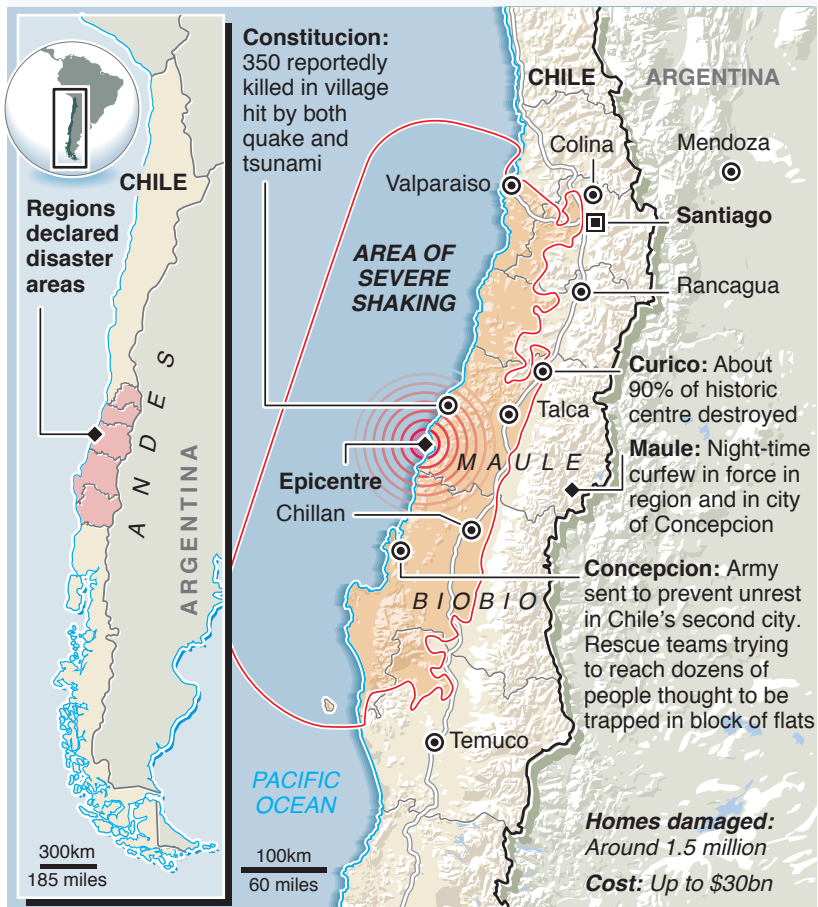 CHILE
Regions
declared
disaster
areas
ANDES
ARGENTINA
300km
185 miles
Constitucion:
350 reportedly
killed in village
hit by both
quake and
tsunami
CHILE
ARGENTINA
Colina
Mendoza
Valparaiso
Santiago
AREA OF
SEVERE
SHAKING
Rancagua
Curico: About
90% of historic
centre destroyed
Talca
MAULE
Maule: Night-time
curfew in force in
region and in city
of Concepcion
Epicentre
Chillan
BIOBIO
Concepcion: Army
sent to prevent unrest
in Chile's second city.
Rescue teams trying
to reach dozens of
people thought to be
trapped in block of flats
Temuco
PACIFIC
OCEAN
100km
60 miles
Homes damaged:
Around 1.5 million
Cost: Up to $30bn